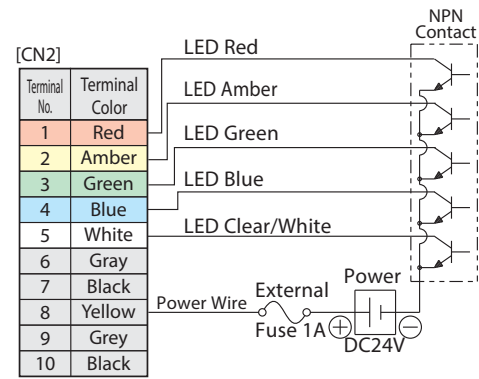 NPN
Contact
[CN2]
LED Red
Terminal No.
Terminal Color
LED Amber
1 Red
LED Green
2 Amber
3 Green
LED Blue
4 Blue
LED Clear/White
5 White
6 Gray
7 Black
8 Yellow
Power Wire
External
Fuse 1A
Power
+
−
DC24V
9 Grey
10 Black